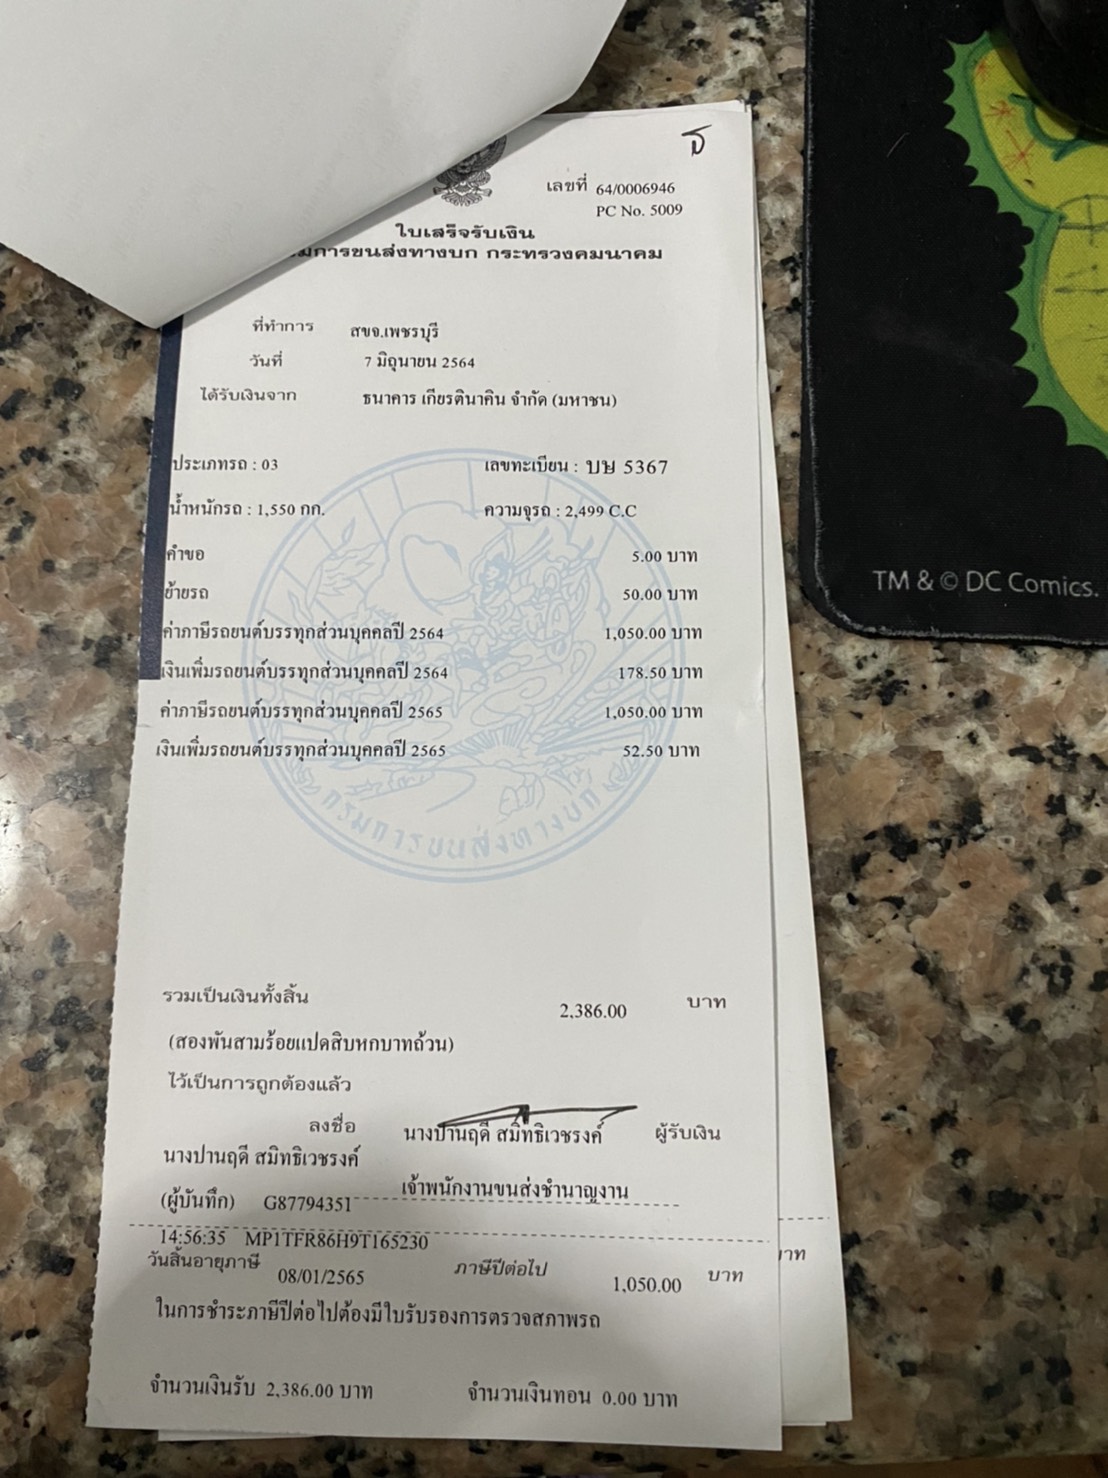 เลขที่ 64/0006946
PC No. 5009
ใบเสร็จรับเงิน
มการขนส่งทางบก กระทรวงคมนาคม
ที่ทำการ สขจ.เพชรบุรี
วันที่ 7 มิถุนายน 2564
ได้รับเงินจาก ธนาคาร เกียรตินาคิน จำกัด (มหาชน)
ประเภทรถ : 03 เลขทะเบียน : บษ 5367
น้ำหนักรถ : 1,550 กก. ความจุรถ : 2,499 C.C
คำขอ 5.00 บาท
ย้ายรถ 50.00 บาท
ค่าภาษีรถยนต์บรรทุกส่วนบุคคลปี 2564 1,050.00 บาท
เงินเพิ่มรถยนต์บรรทุกส่วนบุคคลปี 2564 178.50 บาท
ค่าภาษีรถยนต์บรรทุกส่วนบุคคลปี 2565 1,050.00 บาท
เงินเพิ่มรถยนต์บรรทุกส่วนบุคคลปี 2565 52.50 บาท
กรมการขนส่งทางบก
รวมเป็นเงินทั้งสิ้น 2,386.00 บาท
(สองพันสามร้อยแปดสิบหกบาทถ้วน)
ไว้เป็นการถูกต้องแล้ว
ลงชื่อ นางปานฤดี สมิทธิเวชรงค์ ผู้รับเงิน
นางปานฤดี สมิทธิเวชรงค์
เจ้าพนักงานขนส่งชำนาญงาน
(ผู้บันทึก) G87794351
14:56:35 MP1TFR86H9T165230
วันสิ้นอายุภาษี 08/01/2565 ภาษีปีต่อไป 1,050.00 บาท
ในการชำระภาษีปีต่อไปต้องมีใบรับรองการตรวจสภาพรถ
จำนวนเงินรับ 2,386.00 บาท จำนวนเงินทอน 0.00 บาท
TM & © DC Comics.